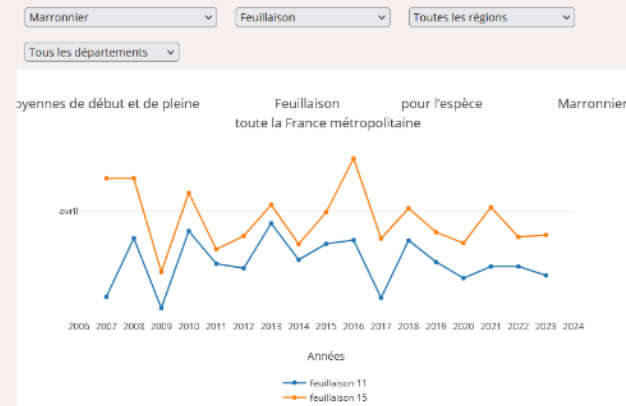 Marronnier Feuillaison Toutes les régions
Tous les départements
oyennes de début et de pleine Feuillaison pour l'espèce Marronnier
toute la France métropolitaine
avril
2006 2007 2008 2009 2010 2011 2012 2013 2014 2015 2016 2017 2018 2019 2020 2021 2022 2023 2024
Années
feuillaison 11
feuillaison 15